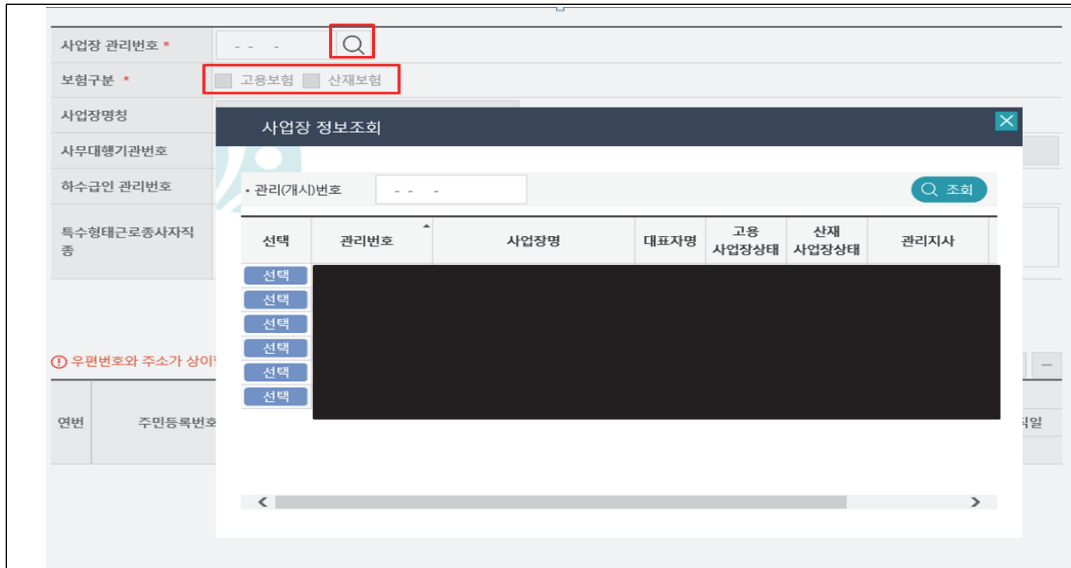 사업장 관리번호 *
- - -
보험구분 *
고용보험 산재보험
사업장명칭
사무대행기관번호
하수급인 관리번호
특수형태근로종사자직
종
사업장 정보조회
• 관리(개시)번호 - - - 조회
선택 관리번호 사업장명 대표자명 고용 사업장상태 산재 사업장상태 관리지사
선택
선택
선택
선택
선택
선택
우편번호와 주소가 상이
연번 주민등록번호